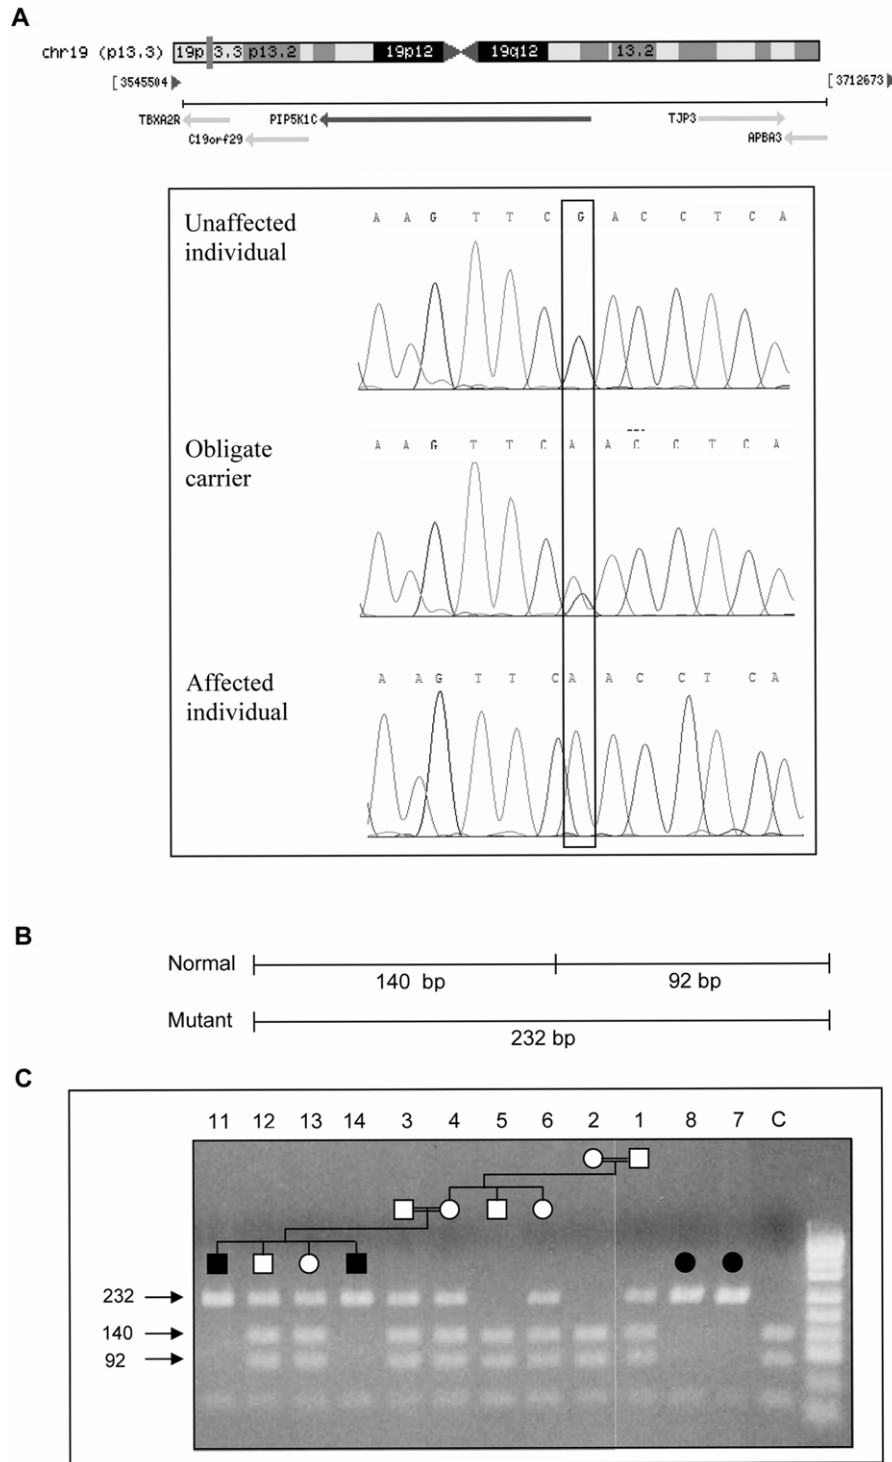 A
chr19 (p13.3) 19p 3.3 p13.2 19p12 19q12 13.2
[3545504 3712673
TBXA2R PIP5K1C TJP3
C19orf29 APBA3
Unaffected individual
A A G T T C G A C C T C A
Obligate carrier
A A G T T C A A C C T C A
Affected individual
A A G T T C A A C C T C A
B
Normal
140 bp 92 bp
Mutant
232 bp
C
11 12 13 14 3 4 5 6 2 1 8 7 C
232
140
92